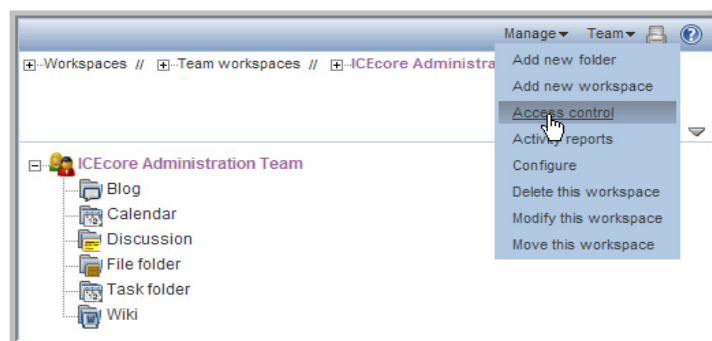 Manage Team
Workspaces // Team workspaces // ICEcore Administra
Add new folder
Add new workspace
Access control
Activity reports
Configure
Delete this workspace
Modify this workspace
Move this workspace
ICEcore Administration Team
Blog
Calendar
Discussion
File folder
Task folder
Wiki